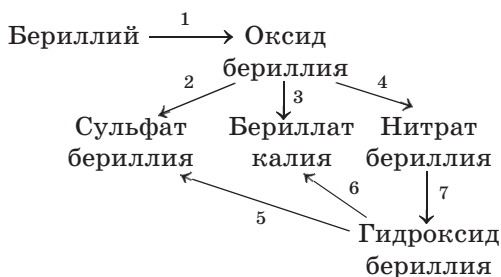 1
Бериллий Оксид
бериллия
2 3 4
Сульфат Бериллат Нитрат
бериллия калия бериллия
6 7
5
Гидроксид
бериллия